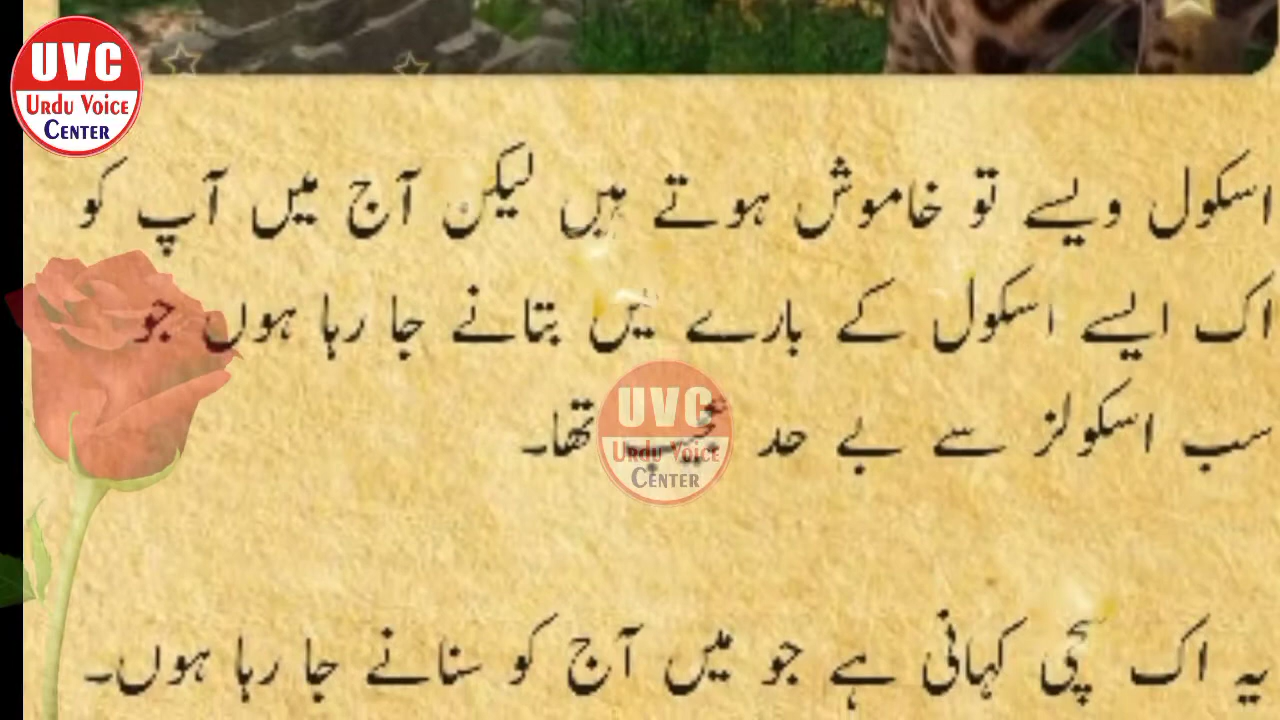 UVC
Urdu Voice
Center
اسکول ویسے تو خاموش ہوتے ہیں لیکن آج میں آپ کو
اک ایسے اسکول کے بارے میں بتانے جا رہا ہوں جو
سب اسکولز سے بے حد عجیب تھا۔
UVC
Urdu Voice
Center
یہ اک سچی کہانی ہے جو میں آج کو سنانے جا رہا ہوں۔